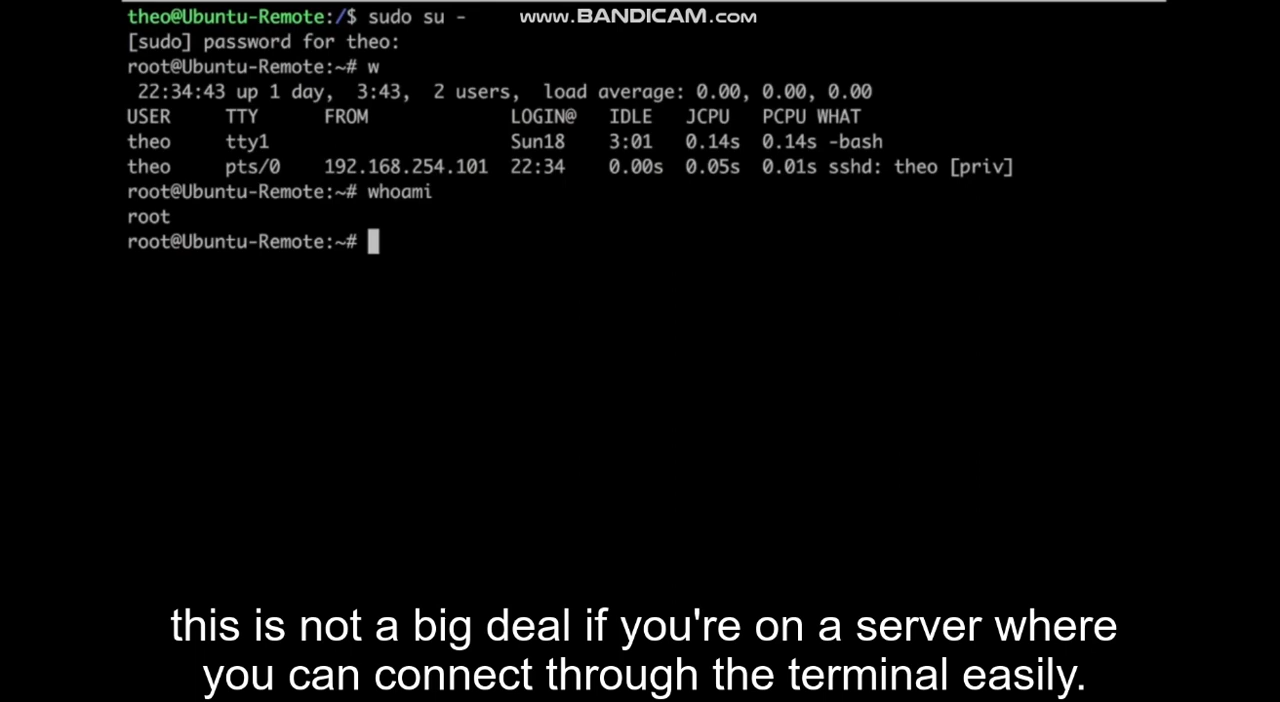 theo@Ubuntu-Remote:/$ sudo su -
www.BANDICAM.com
[sudo] password for theo:
root@Ubuntu-Remote:~# w
22:34:43 up 1 day, 3:43, 2 users, load average: 0.00, 0.00, 0.00
USER TTY FROM LOGIN@ IDLE JCPU PCPU WHAT
theo tty1 Sun18 3:01 0.14s 0.14s -bash
theo pts/0 192.168.254.101 22:34 0.00s 0.05s 0.01s sshd: theo [priv]
root@Ubuntu-Remote:~# whoami
root
root@Ubuntu-Remote:~#
this is not a big deal if you're on a server where
you can connect through the terminal easily.